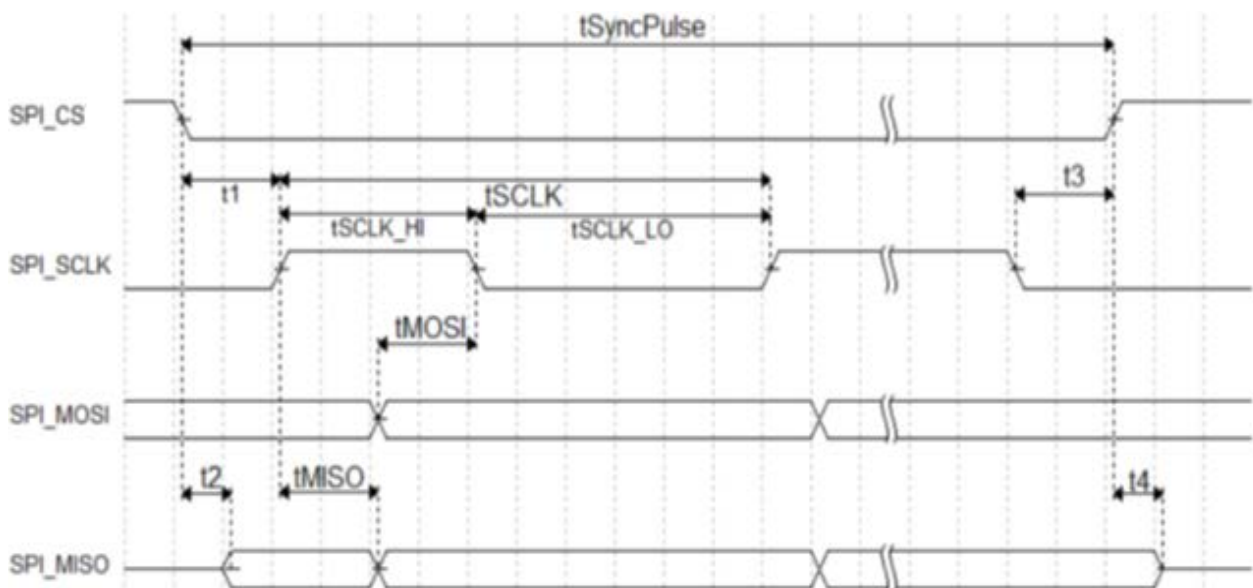 tSyncPulse
SPI_CS
t1
tSCLK
t3
tSCLK_HI
tSCLK_LO
SPI_SCLK
tMOSI
SPI_MOSI
t2
tMISO
t4
SPI_MISO